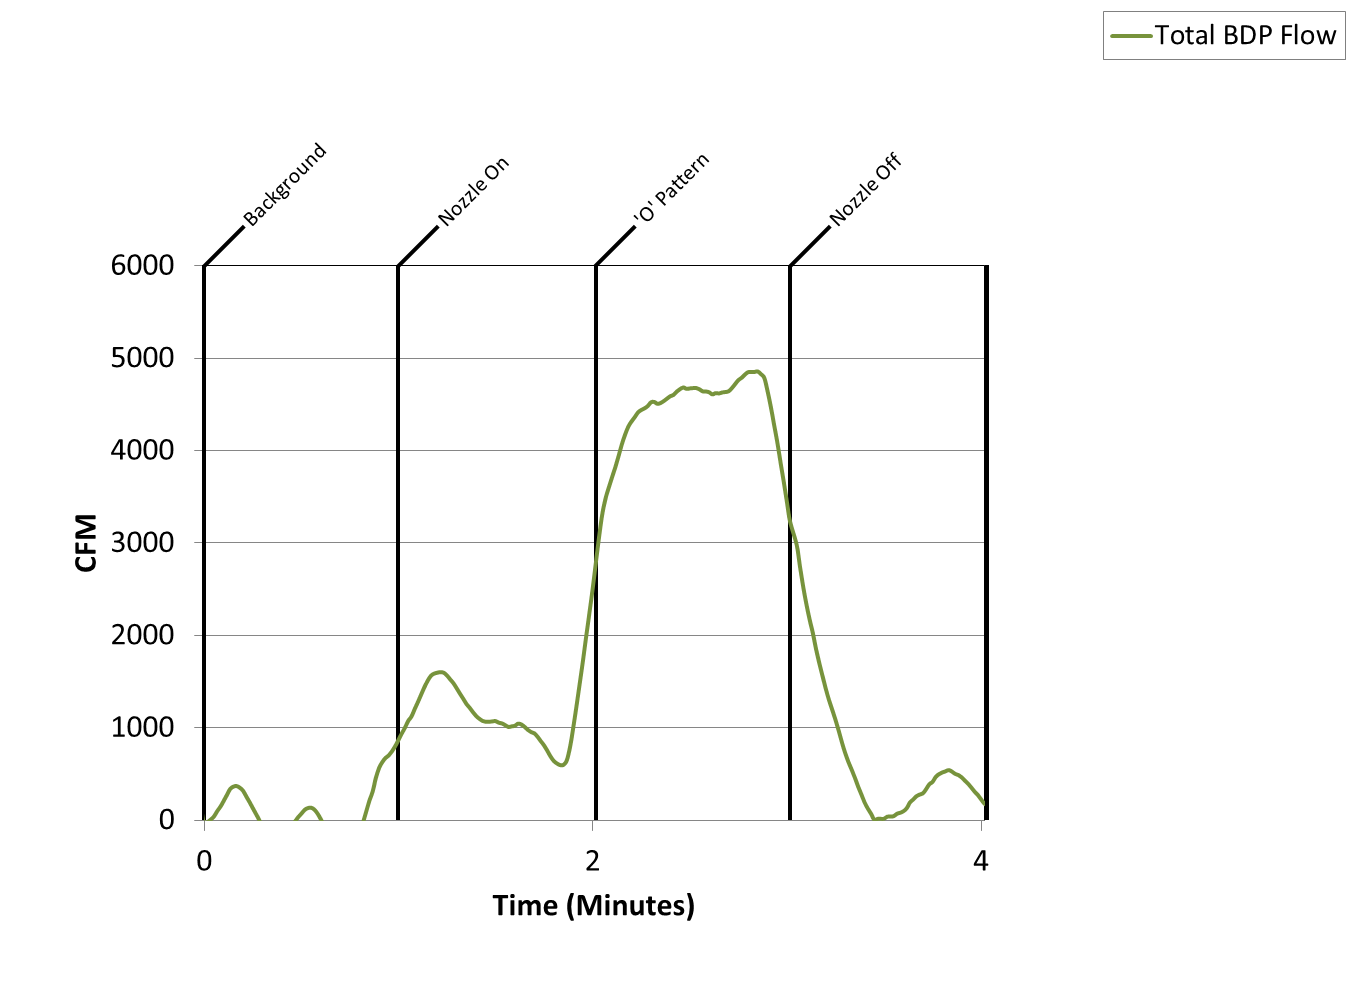 Total BDP Flow
Background
Nozzle On
'O' Pattern
Nozzle Off
6000
5000
4000
3000
2000
1000
0
CFM
0 2 4
Time (Minutes)